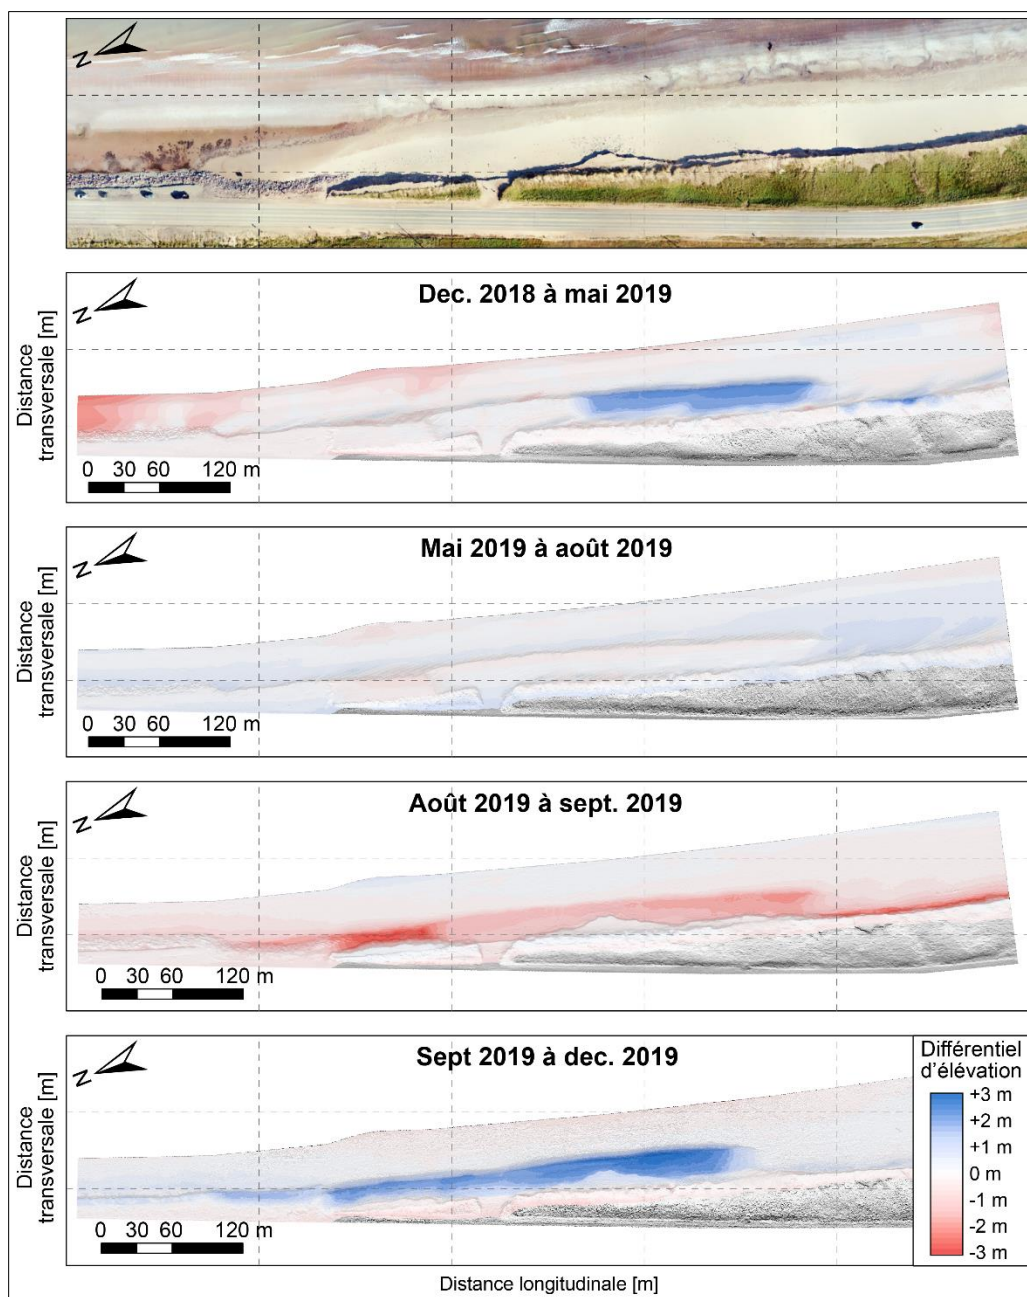 N
Dec. 2018 à mai 2019
N
Distance
transversale [m]
0 30 60 120 m
Mai 2019 à août 2019
N
Distance
transversale [m]
0 30 60 120 m
Août 2019 à sept. 2019
N
Distance
transversale [m]
0 30 60 120 m
Sept 2019 à dec. 2019
N
Distance
transversale [m]
0 30 60 120 m
Différentiel
d'élévation
+3 m
+2 m
+1 m
0 m
-1 m
-2 m
-3 m
Distance longitudinale [m]